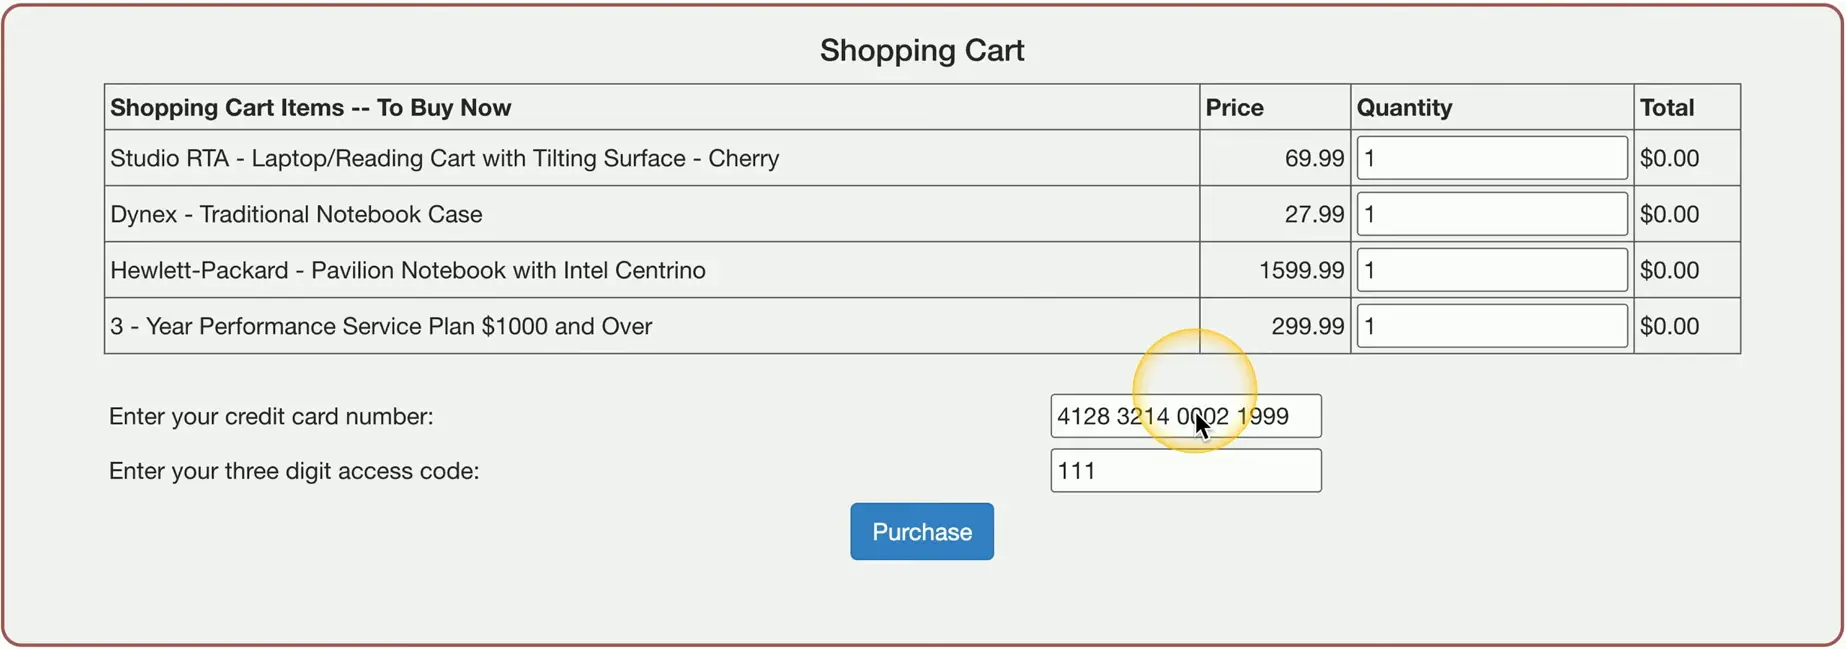 Shopping Cart
Shopping Cart Items -- To Buy Now Price Quantity Total
Studio RTA - Laptop/Reading Cart with Tilting Surface - Cherry 69.99 1 $0.00
Dynex - Traditional Notebook Case 27.99 1 $0.00
Hewlett-Packard - Pavilion Notebook with Intel Centrino 1599.99 1 $0.00
3 - Year Performance Service Plan $1000 and Over 299.99 1 $0.00
Enter your credit card number: 4128 3214 0002 1999
Enter your three digit access code: 111
Purchase